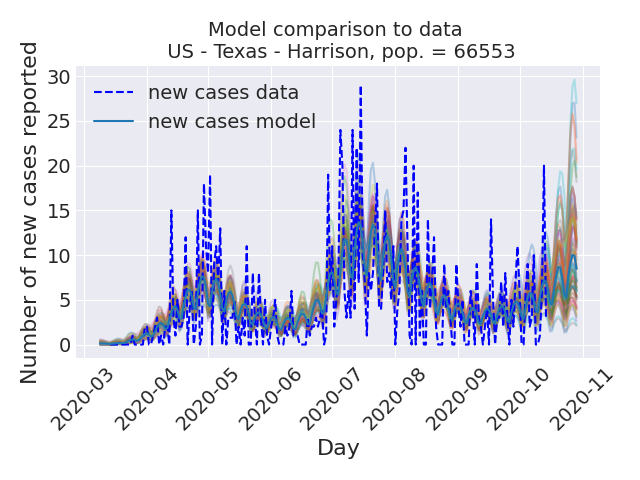 Model comparison to data
US - Texas - Harrison, pop. = 66553
Number of new cases reported
30
25
20
15
10
5
0
new cases data
new cases model
2020-03
2020-04
2020-05
2020-06
2020-07
2020-08
2020-09
2020-10
2020-11
Day